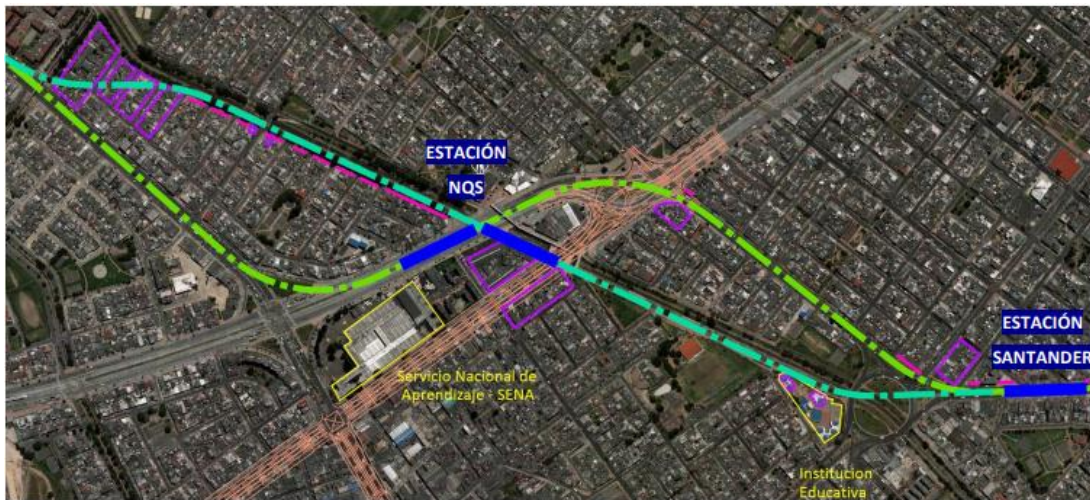 ESTACIÓN
NQS
ESTACIÓN
SANTANDER
Servicio Nacional de
Aprendizaje - SENA
Institucion
Educativa